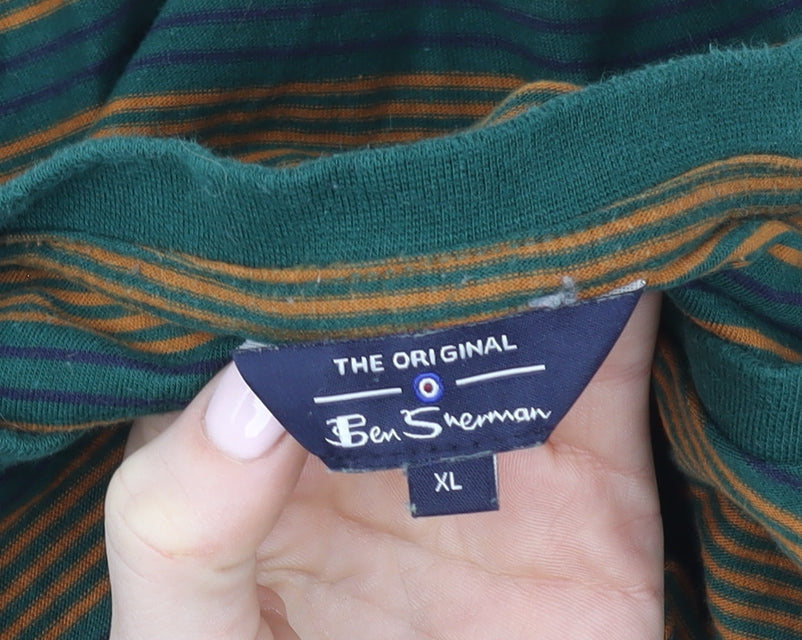 THE ORIGINAL
Ben Sherman
XL